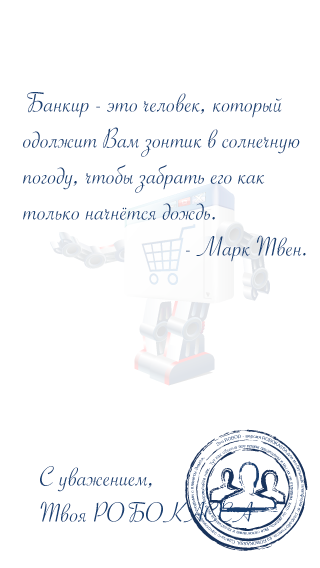 Банкир - это человек, который
одолжит Вам зонтик в солнечную
погоду, чтобы забрать его как
только начнётся дождь.
- Марк Твен.
С уважением,
Твоя РОБОКАССА